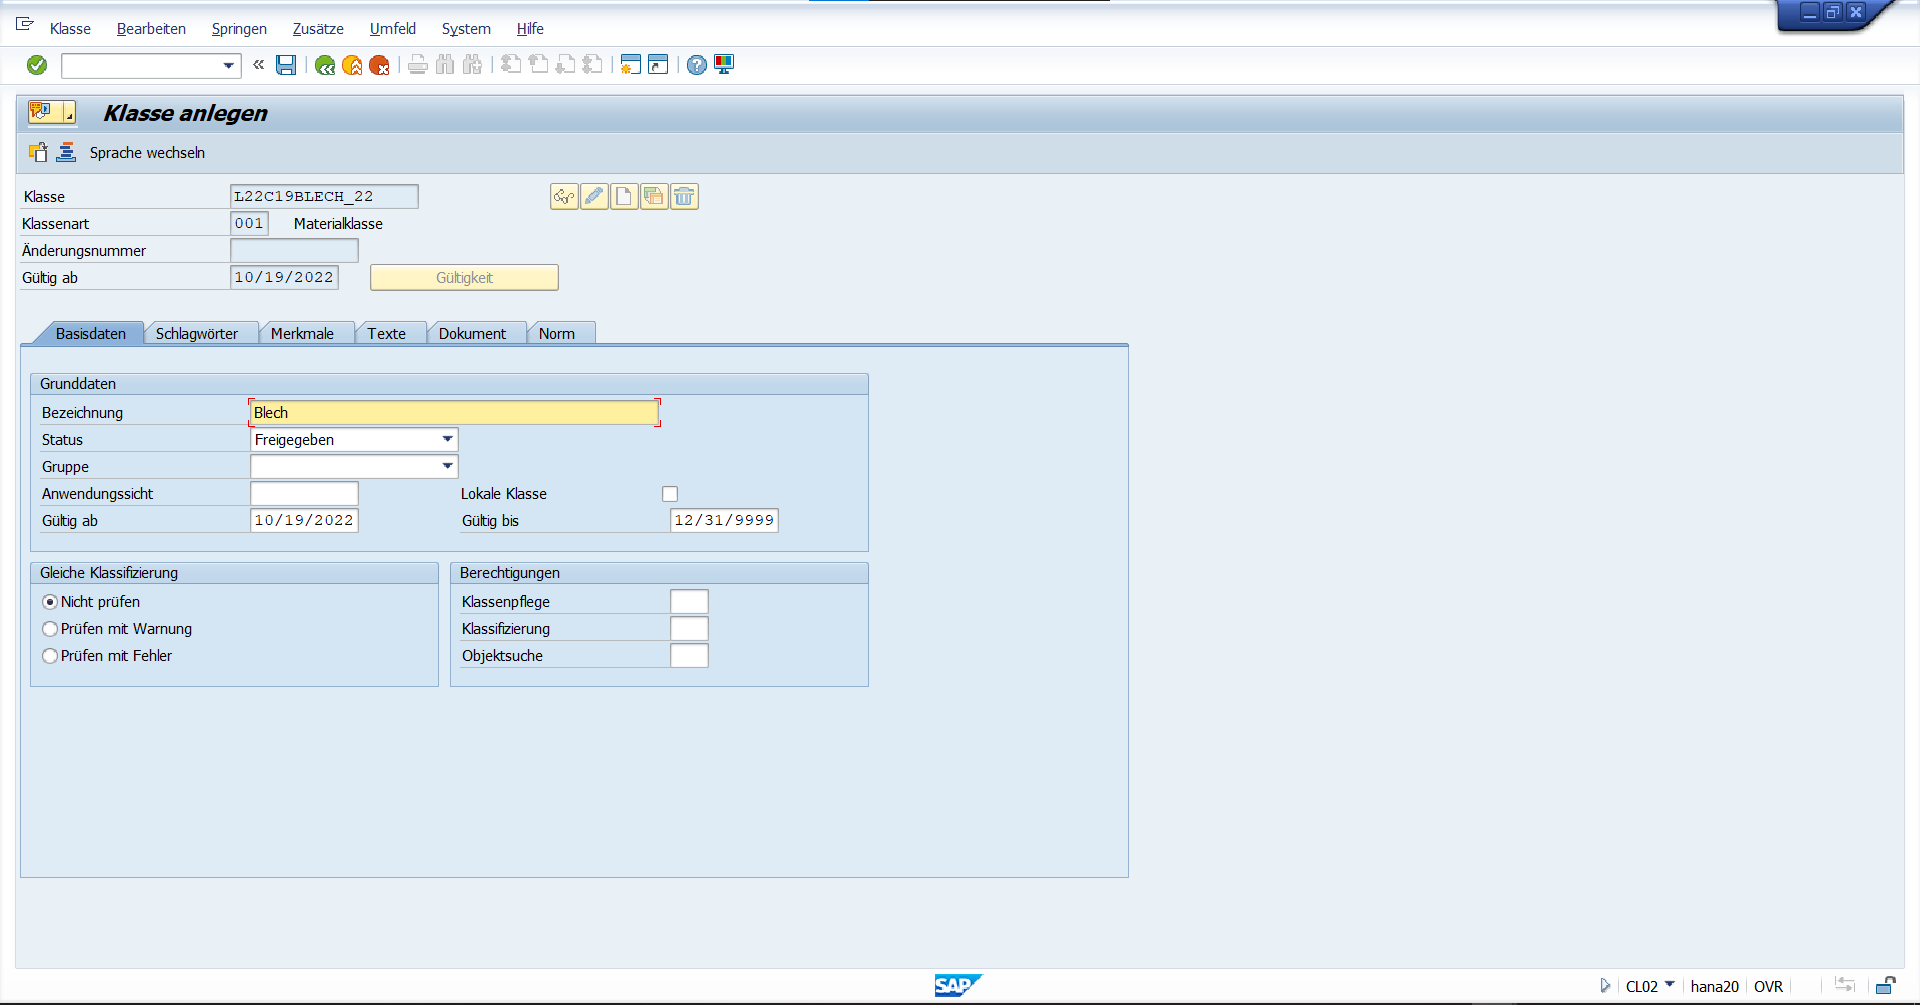 Klasse Bearbeiten Springen Zusätze Umfeld System Hilfe
Klasse anlegen
Sprache wechseln
Klasse L22C19BLECH_22
Klassenart 001 Materialklasse
Änderungsnummer
Gültig ab 10/19/2022 Gültigkeit
Basisdaten Schlagwörter Merkmale Texte Dokument Norm
Grunddaten
Bezeichnung Blech
Status Freigegeben
Gruppe
Anwendungssicht Lokale Klasse
Gültig ab 10/19/2022 Gültig bis 12/31/9999
Gleiche Klassifizierung
Nicht prüfen
Prüfen mit Warnung
Prüfen mit Fehler
Berechtigungen
Klassenpflege
Klassifizierung
Objektsuche
SAP CL02 hana20 OVR